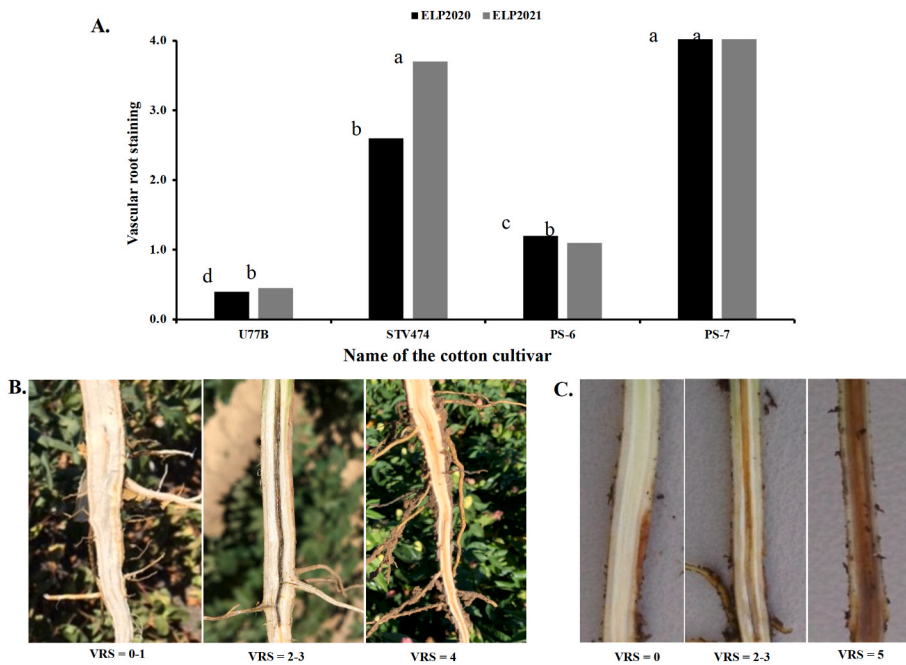 ELP2020 ELP2021
A.
Vascular root staining
4.0
3.0
2.0
1.0
0.0
d b
b a
c b
a a
U77B STV474 PS-6 PS-7
Name of the cotton cultivar
B.
VRS = 0-1 VRS = 2-3 VRS = 4
C.
VRS = 0 VRS = 2-3 VRS = 5